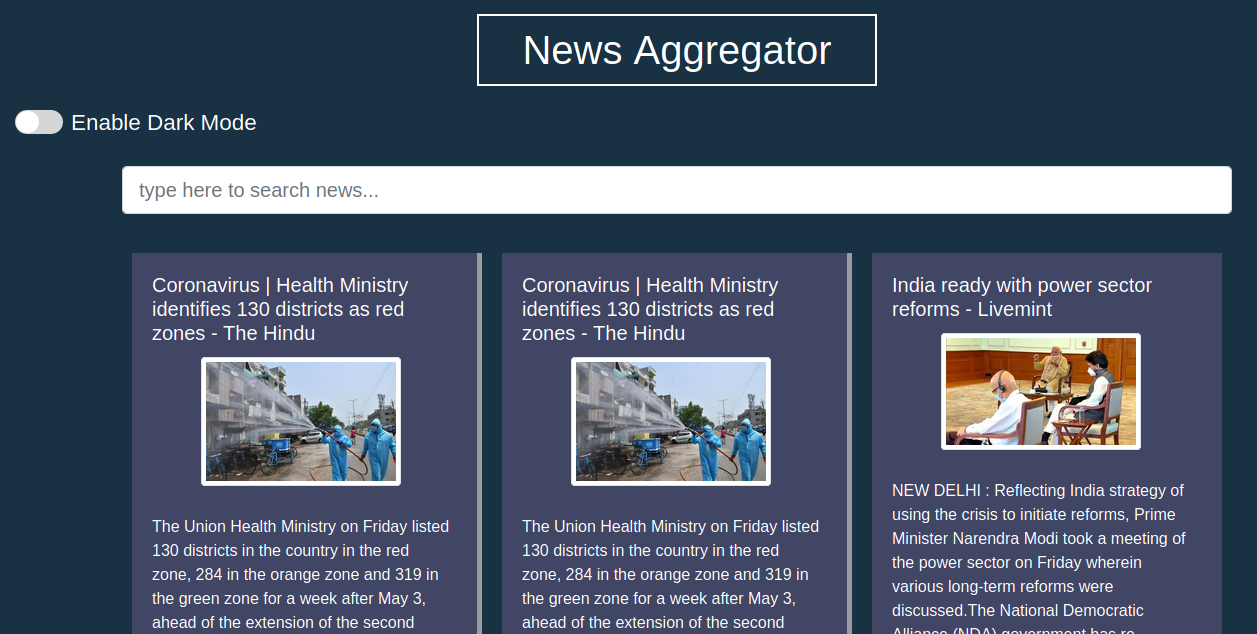 News Aggregator
Enable Dark Mode
type here to search news...
Coronavirus | Health Ministry
identifies 130 districts as red
zones - The Hindu
The Union Health Ministry on Friday listed
130 districts in the country in the red
zone, 284 in the orange zone and 319 in
the green zone for a week after May 3,
ahead of the extension of the second
Coronavirus | Health Ministry
identifies 130 districts as red
zones - The Hindu
The Union Health Ministry on Friday listed
130 districts in the country in the red
zone, 284 in the orange zone and 319 in
the green zone for a week after May 3,
ahead of the extension of the second
India ready with power sector
reforms - Livemint
NEW DELHI : Reflecting India strategy of
using the crisis to initiate reforms, Prime
Minister Narendra Modi took a meeting of
the power sector on Friday wherein
various long-term reforms were
discussed.The National Democratic
Alliance (NDA) government has re-